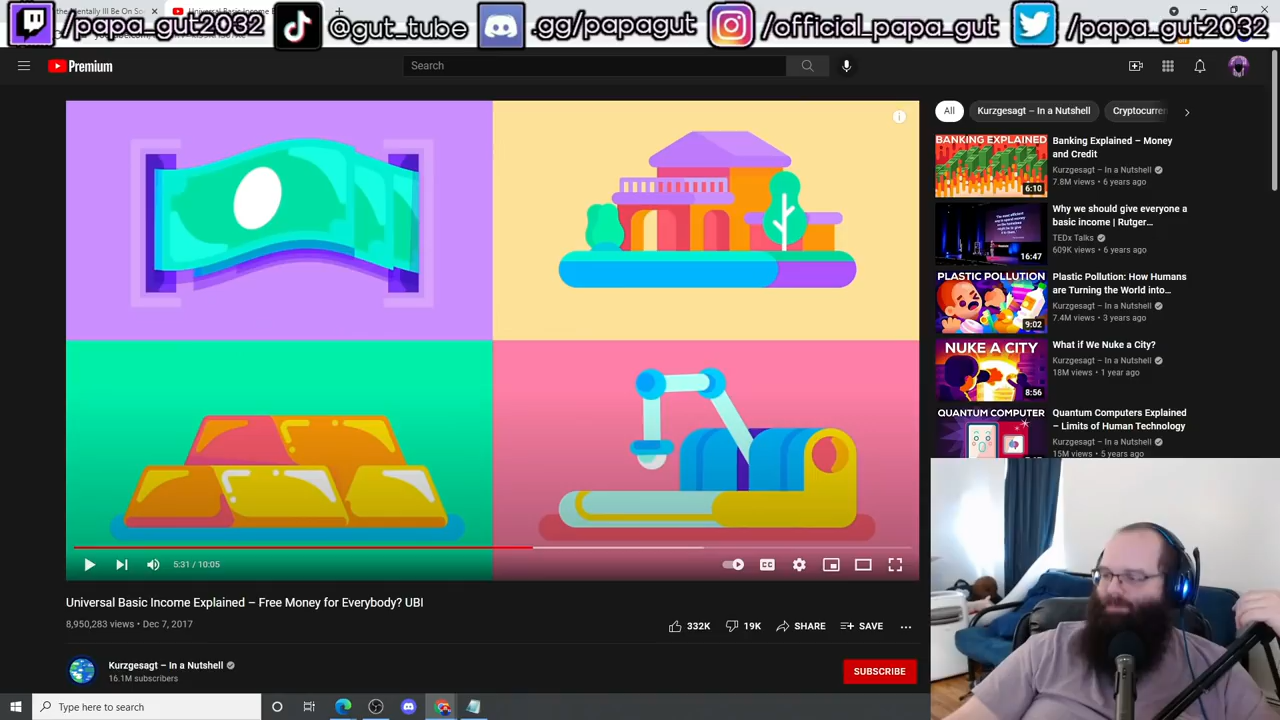 /papa_gut2032
@gut_tube
.gg/papagut
/official_papa_gut
/papa_gut2032
Premium
Search
All
Kurzgesagt – In a Nutshell
BANKING EXPLAINED
6:10
Banking Explained – Money
and Credit
Kurzgesagt – In a Nutshell
7.8M views • 6 years ago
16:47
Why we should give everyone a
basic income | Rutger…
TEDx Talks
609K views • 6 years ago
PLASTIC POLLUTION
9:02
Plastic Pollution: How Humans
are Turning the World into…
Kurzgesagt – In a Nutshell
7.4M views • 3 years ago
NUKE A CITY
8:56
What if We Nuke a City?
Kurzgesagt – In a Nutshell
18M views • 1 year ago
QUANTUM COMPUTER
Quantum Computers Explained
– Limits of Human Technology
Kurzgesagt – In a Nutshell
15M views • 5 years ago
5:31 / 10:05
CC
Universal Basic Income Explained – Free Money for Everybody? UBI
8,950,283 views • Dec 7, 2017
332K
19K
SHARE
SAVE
Kurzgesagt – In a Nutshell
16.1M subscribers
SUBSCRIBE
Type here to search